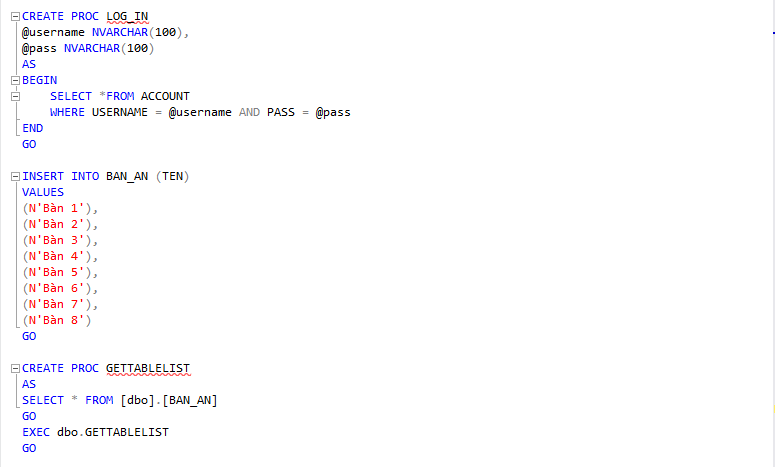 CREATE PROC LOG_IN
@username NVARCHAR(100),
@pass NVARCHAR(100)
AS
BEGIN
SELECT *FROM ACCOUNT
WHERE USERNAME = @username AND PASS = @pass
END
GO
INSERT INTO BAN_AN (TEN)
VALUES
(N'Bàn 1'),
(N'Bàn 2'),
(N'Bàn 3'),
(N'Bàn 4'),
(N'Bàn 5'),
(N'Bàn 6'),
(N'Bàn 7'),
(N'Bàn 8')
GO
CREATE PROC GETTABLELIST
AS
SELECT * FROM [dbo].[BAN_AN]
GO
EXEC dbo.GETTABLELIST
GO